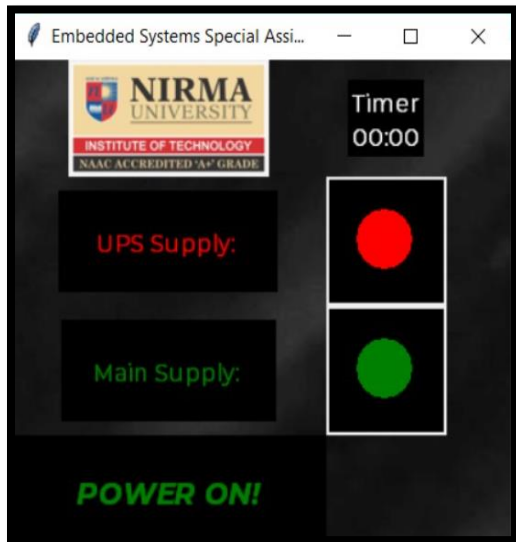 Embedded Systems Special Assi...
NIRMA
UNIVERSITY
INSTITUTE OF TECHNOLOGY
NAAC ACCREDITED 'A+' GRADE
Timer
00:00
UPS Supply:
Main Supply:
POWER ON!